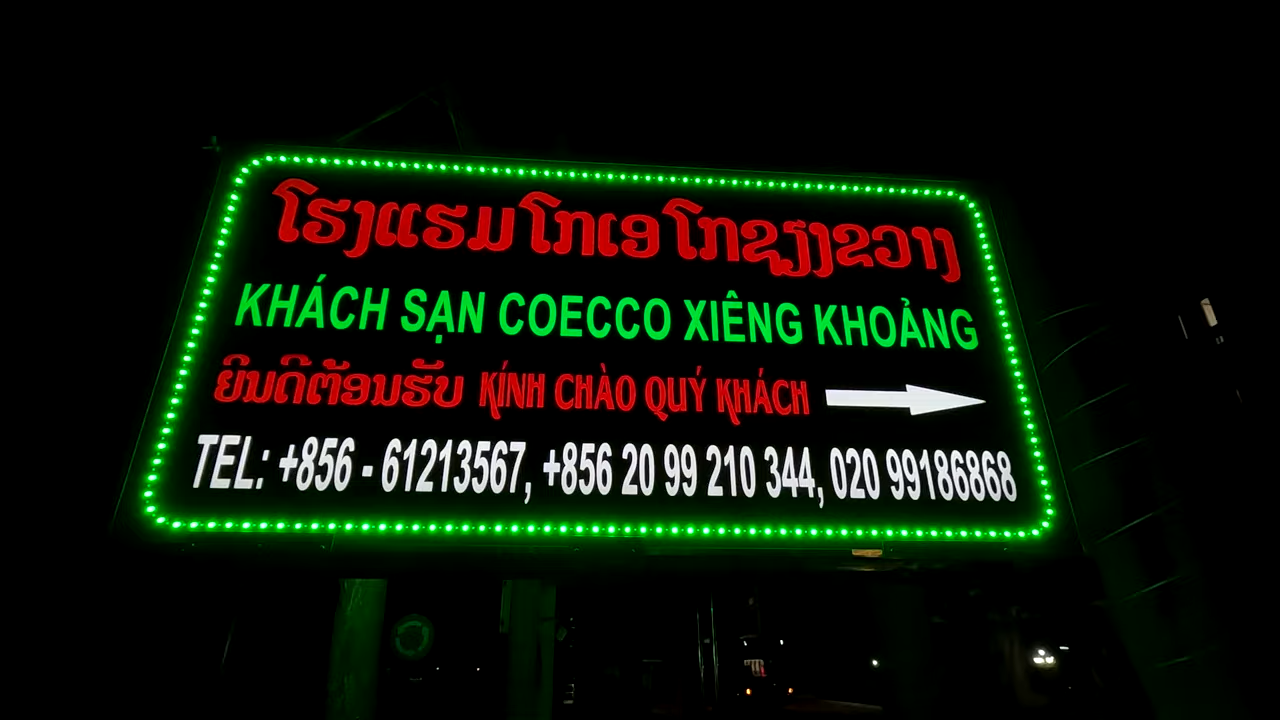 ໂຮງແຮມໂກເອໂກຊຽງຂວາງ
KHÁCH SẠN COECCO XIÊNG KHOẢNG
ຍິນດີຕ້ອນຮັບ KÍNH CHÀO QUÝ KHÁCH
TEL: +856 - 61213567, +856 20 99 210 344, 020 99186868